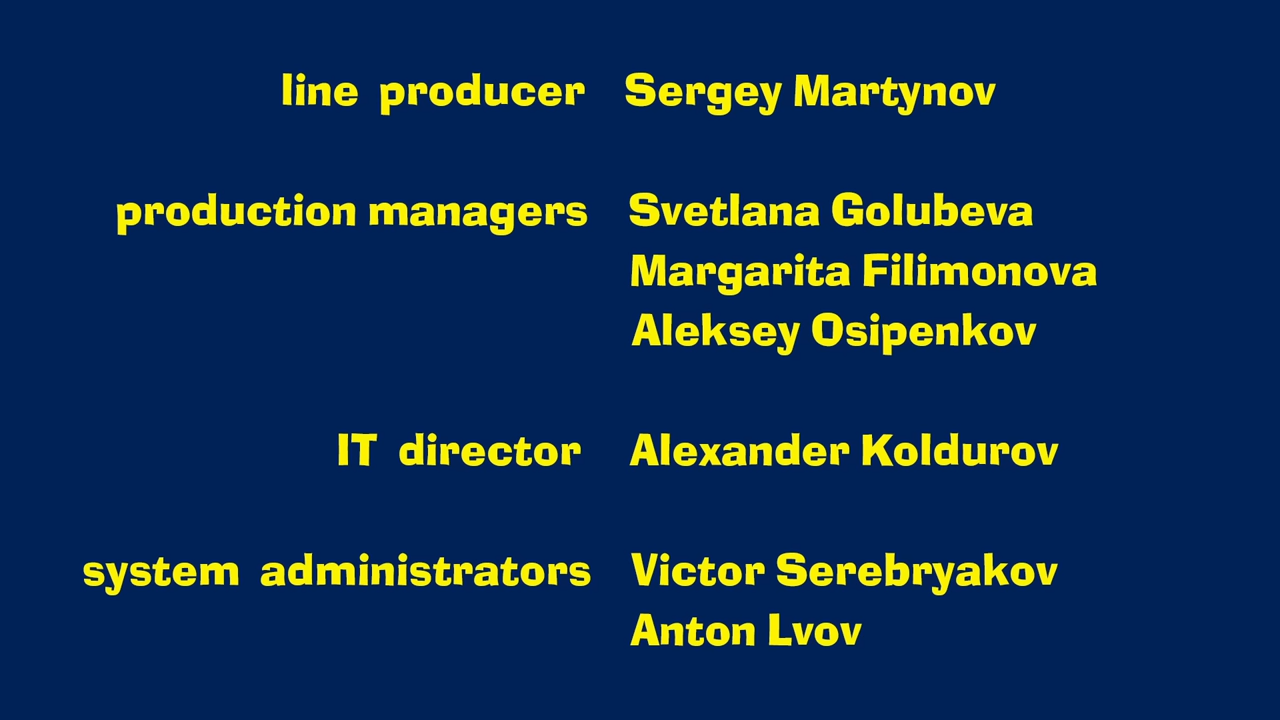 line producer Sergey Martynov
production managers Svetlana Golubeva
Margarita Filimonova
Aleksey Osipenkov
IT director Alexander Koldurov
system administrators Victor Serebryakov
Anton Lvov